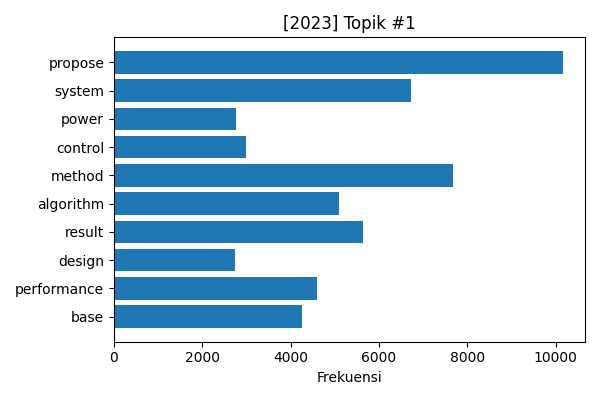 [2023] Topik #1
propose
system
power
control
method
algorithm
result
design
performance
base
0 2000 4000 6000 8000 10000
Frekuensi